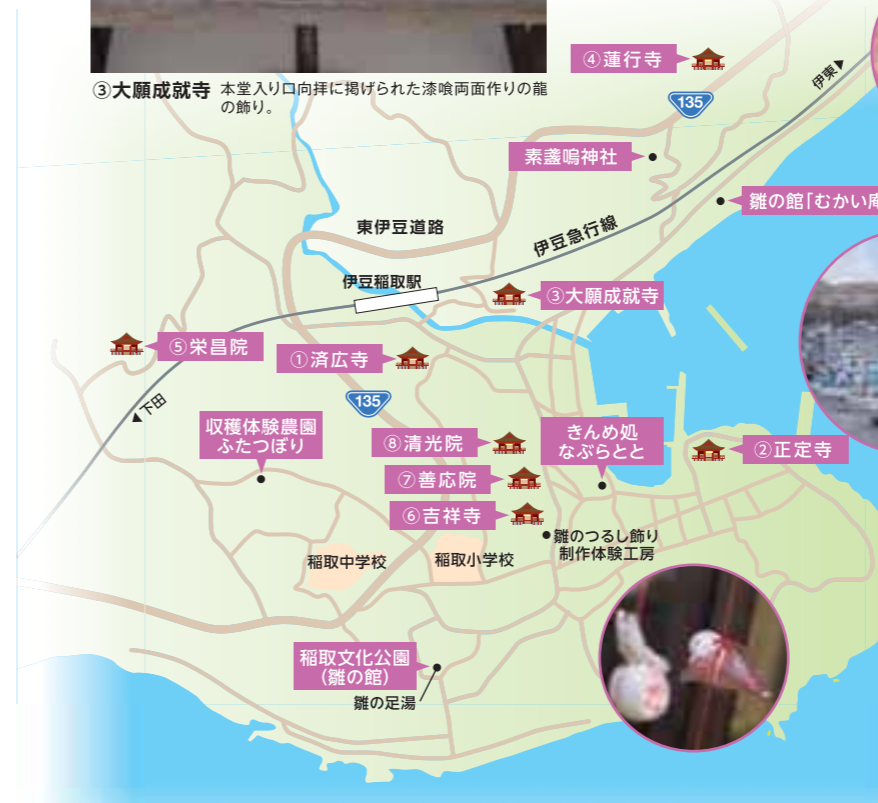 ③大願成就寺 本堂入り口向拝に掲げられた漆喰両面作りの龍
の飾り。
④蓮行寺
135
伊東▲
素盞嗚神社
雛の館「むかい庵
東伊豆道路
伊豆急行線
伊豆稲取駅
③大願成就寺
⑤栄昌院
①済広寺
▲下田
135
収穫体験農園
ふたつぼり
⑧清光院
きんめ処
なぶらとと
②正定寺
⑦善応院
⑥吉祥寺
雛のつるし飾り
制作体験工房
稲取中学校
稲取小学校
稲取文化公園
(雛の館)
雛の足湯